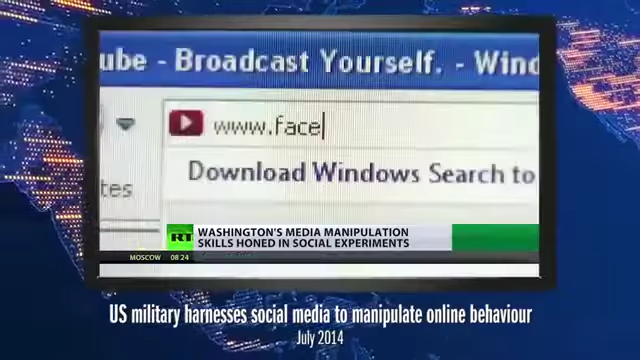 ube - Broadcast Yourself. - Wind
www.face
Download Windows Search to
tes
RT
WASHINGTON'S MEDIA MANIPULATION
SKILLS HONED IN SOCIAL EXPERIMENTS
MOSCOW 08:24
US military harnesses social media to manipulate online behaviour
July 2014